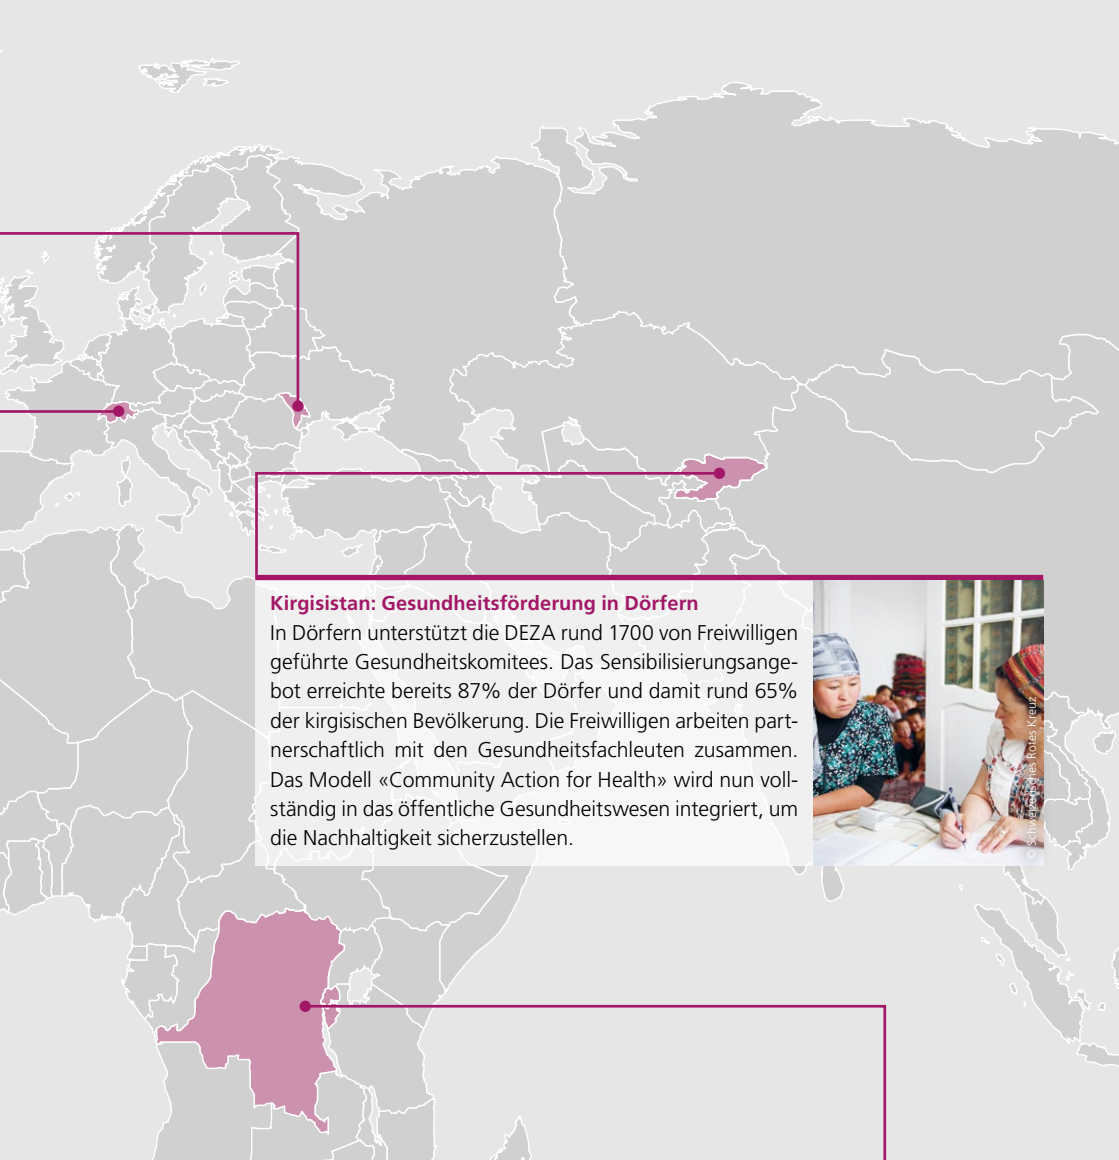 Kirgisistan: Gesundheitsförderung in Dörfern
In Dörfern unterstützt die DEZA rund 1700 von Freiwilligen
geführte Gesundheitskomitees. Das Sensibilisierungsange-
bot erreichte bereits 87% der Dörfer und damit rund 65%
der kirgisischen Bevölkerung. Die Freiwilligen arbeiten part-
nerschaftlich mit den Gesundheitsfachleuten zusammen.
Das Modell «Community Action for Health» wird nun voll-
ständig in das öffentliche Gesundheitswesen integriert, um
die Nachhaltigkeit sicherzustellen.
© Schweizerisches Rotes Kreuz